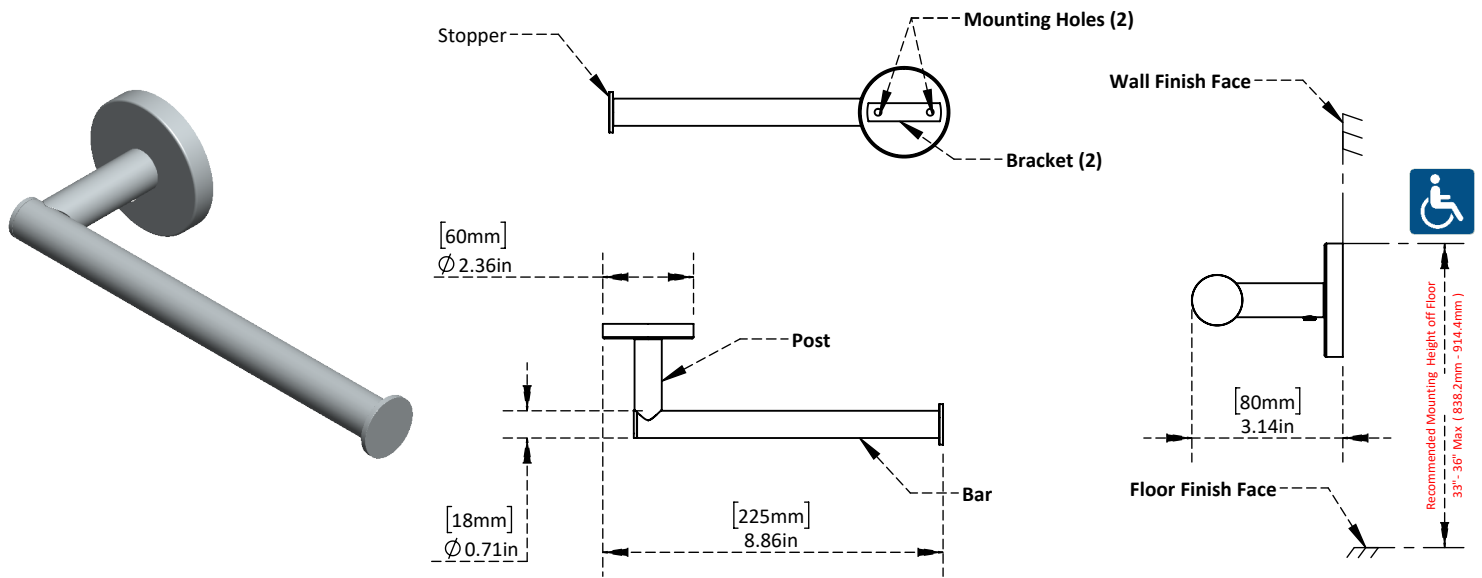 Stopper
Mounting Holes (2)
Bracket (2)
Wall Finish Face
[60mm]
∅ 2.36in
Post
Bar
[18mm]
∅ 0.71in
[225mm]
8.86in
[80mm]
3.14in
Floor Finish Face
Recommended Mounting Height off Floor
33"- 36" Max ( 838.2mm - 914.4mm )